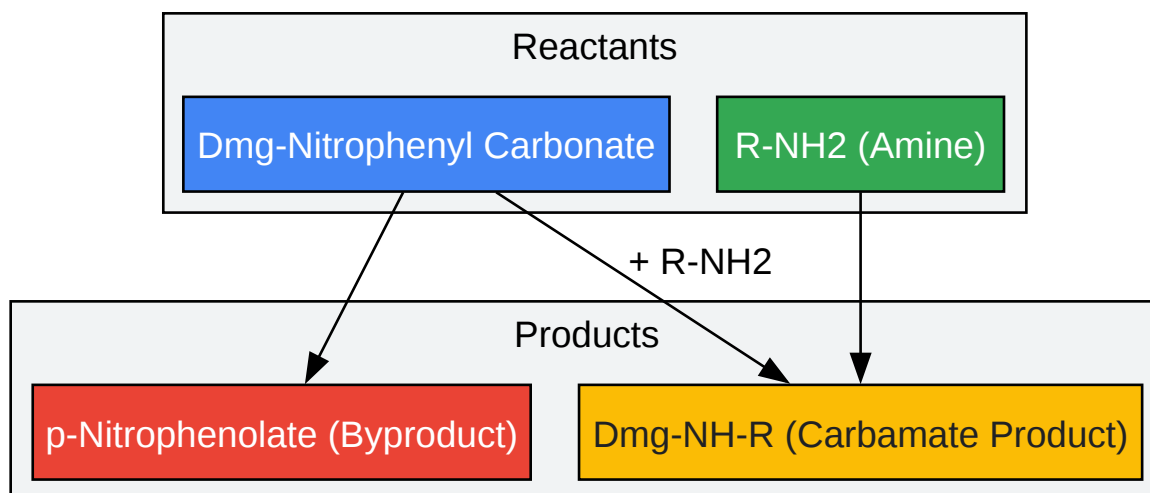 Reactants
Dmg-Nitrophenyl Carbonate
R-NH2 (Amine)
+ R-NH2
Products
p-Nitrophenolate (Byproduct)
Dmg-NH-R (Carbamate Product)